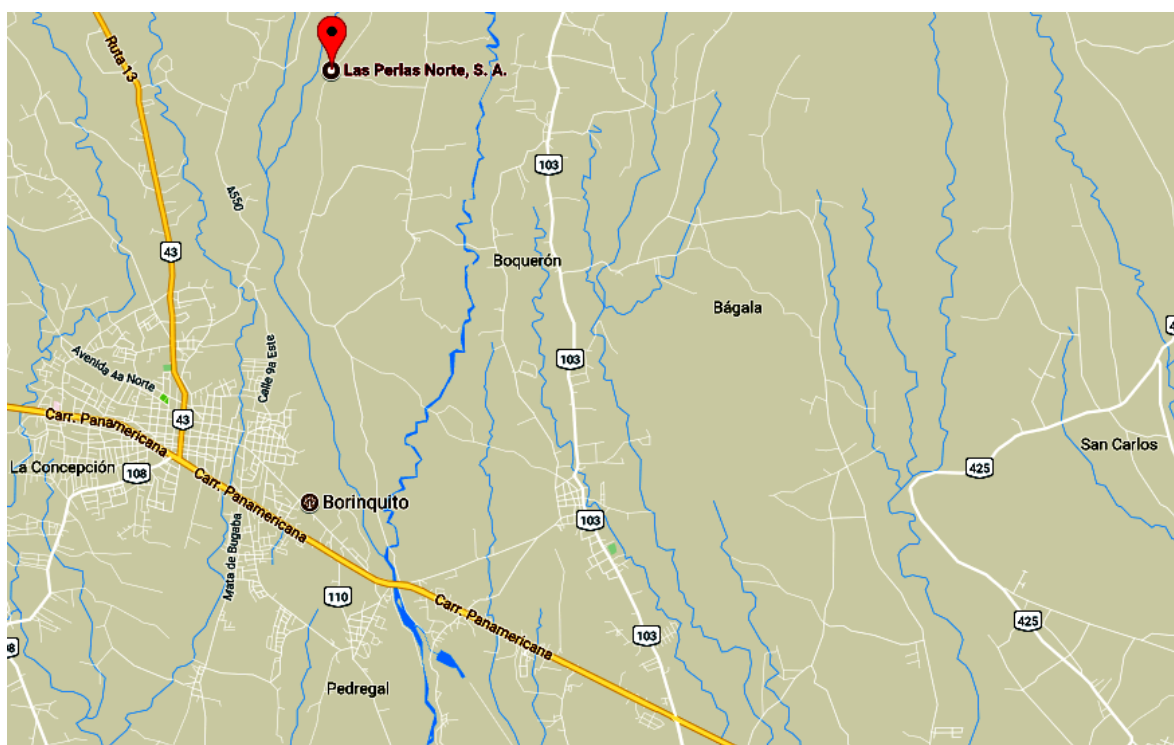 Ruta 13
Las Perlas Norte, S. A.
103
A550
43
Boquerón
Bágala
103
Avenida 4a Norte
Calle 9a Este
Carr. Panamericana
43
La Concepción
108
Carr. Panamericana
San Carlos
425
Borinquito
103
Mata de Bugaba
110
Carr. Panamericana
425
103
Pedregal